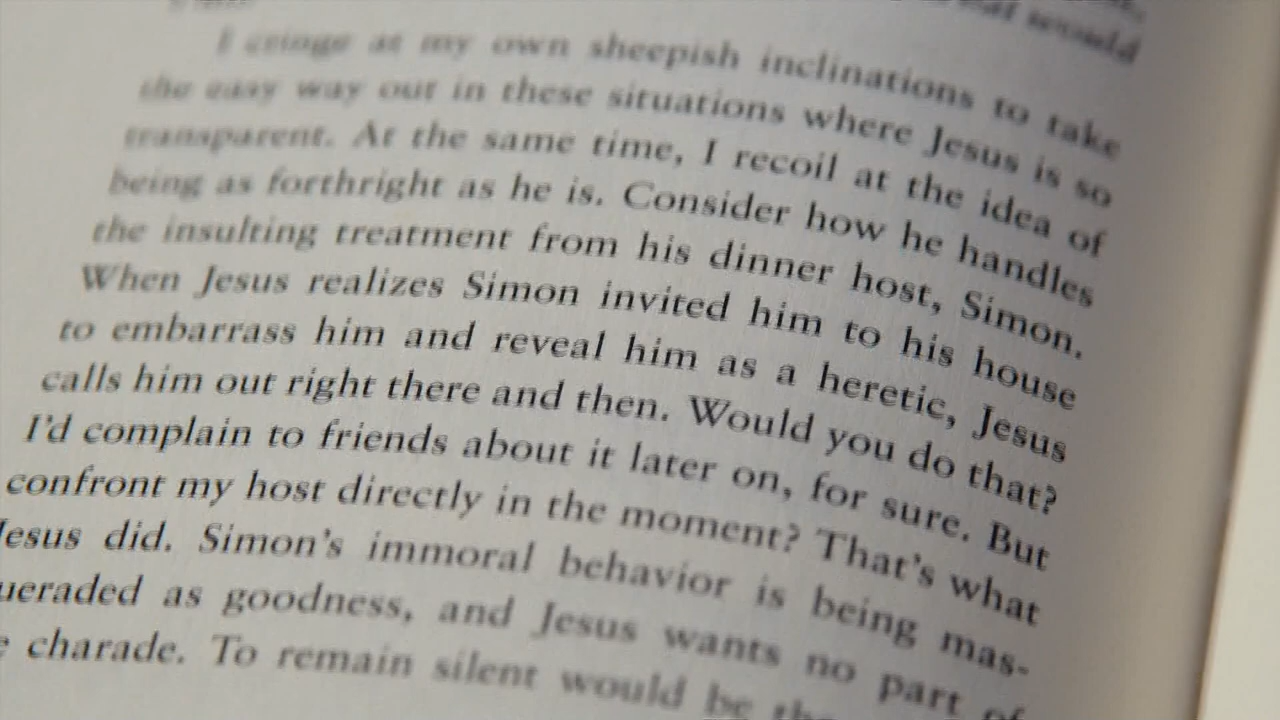 would
I cringe at my own sheepish inclinations to take
the easy way out in these situations where Jesus is so
transparent. At the same time, I recoil at the idea of
being as forthright as he is. Consider how he handles
the insulting treatment from his dinner host, Simon.
When Jesus realizes Simon invited him to his house
to embarrass him and reveal him as a heretic, Jesus
calls him out right there and then. Would you do that?
I'd complain to friends about it later on, for sure. But
confront my host directly in the moment? That's what
Jesus did. Simon's immoral behavior is being mas-
ueraded as goodness, and Jesus wants no part of
charade. To remain silent would be